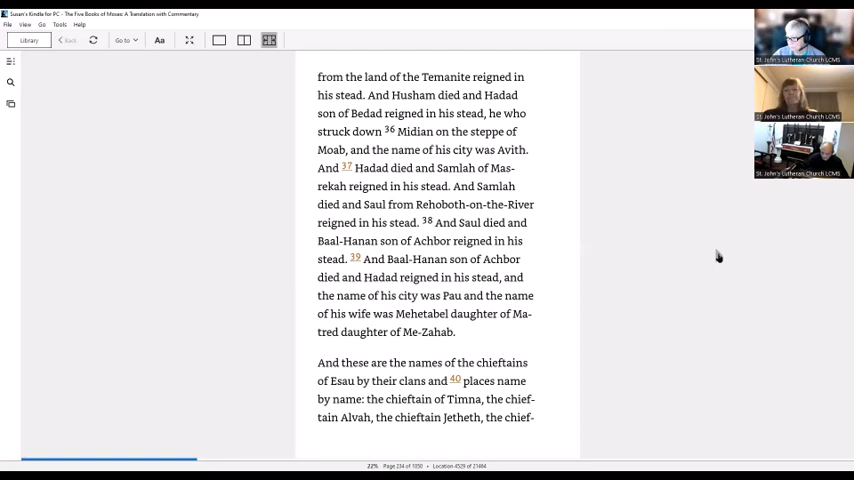 Susan's Kindle for PC - The Five Books of Moses: A Translation with Commentary
File View Go Tools Help
Library Back Go to Aa
from the land of the Temanite reigned in
his stead. And Husham died and Hadad
son of Bedad reigned in his stead, he who
struck down 36 Midian on the steppe of
Moab, and the name of his city was Avith.
And 37 Hadad died and Samlah of Mas-
rekah reigned in his stead. And Samlah
died and Saul from Rehoboth-on-the-River
reigned in his stead. 38 And Saul died and
Baal-Hanan son of Achbor reigned in his
stead. 39 And Baal-Hanan son of Achbor
died and Hadad reigned in his stead, and
the name of his city was Pau and the name
of his wife was Mehetabel daughter of Ma-
tred daughter of Me-Zahab.
And these are the names of the chieftains
of Esau by their clans and 40 places name
by name: the chieftain of Timna, the chief-
tain Alvah, the chieftain Jetheth, the chief-
22% Page 234 of 1050 • Location 4529 of 21464
St. John's Lutheran Church LCMS
St. John's Lutheran Church LCMS
St. John's Lutheran Church LCMS